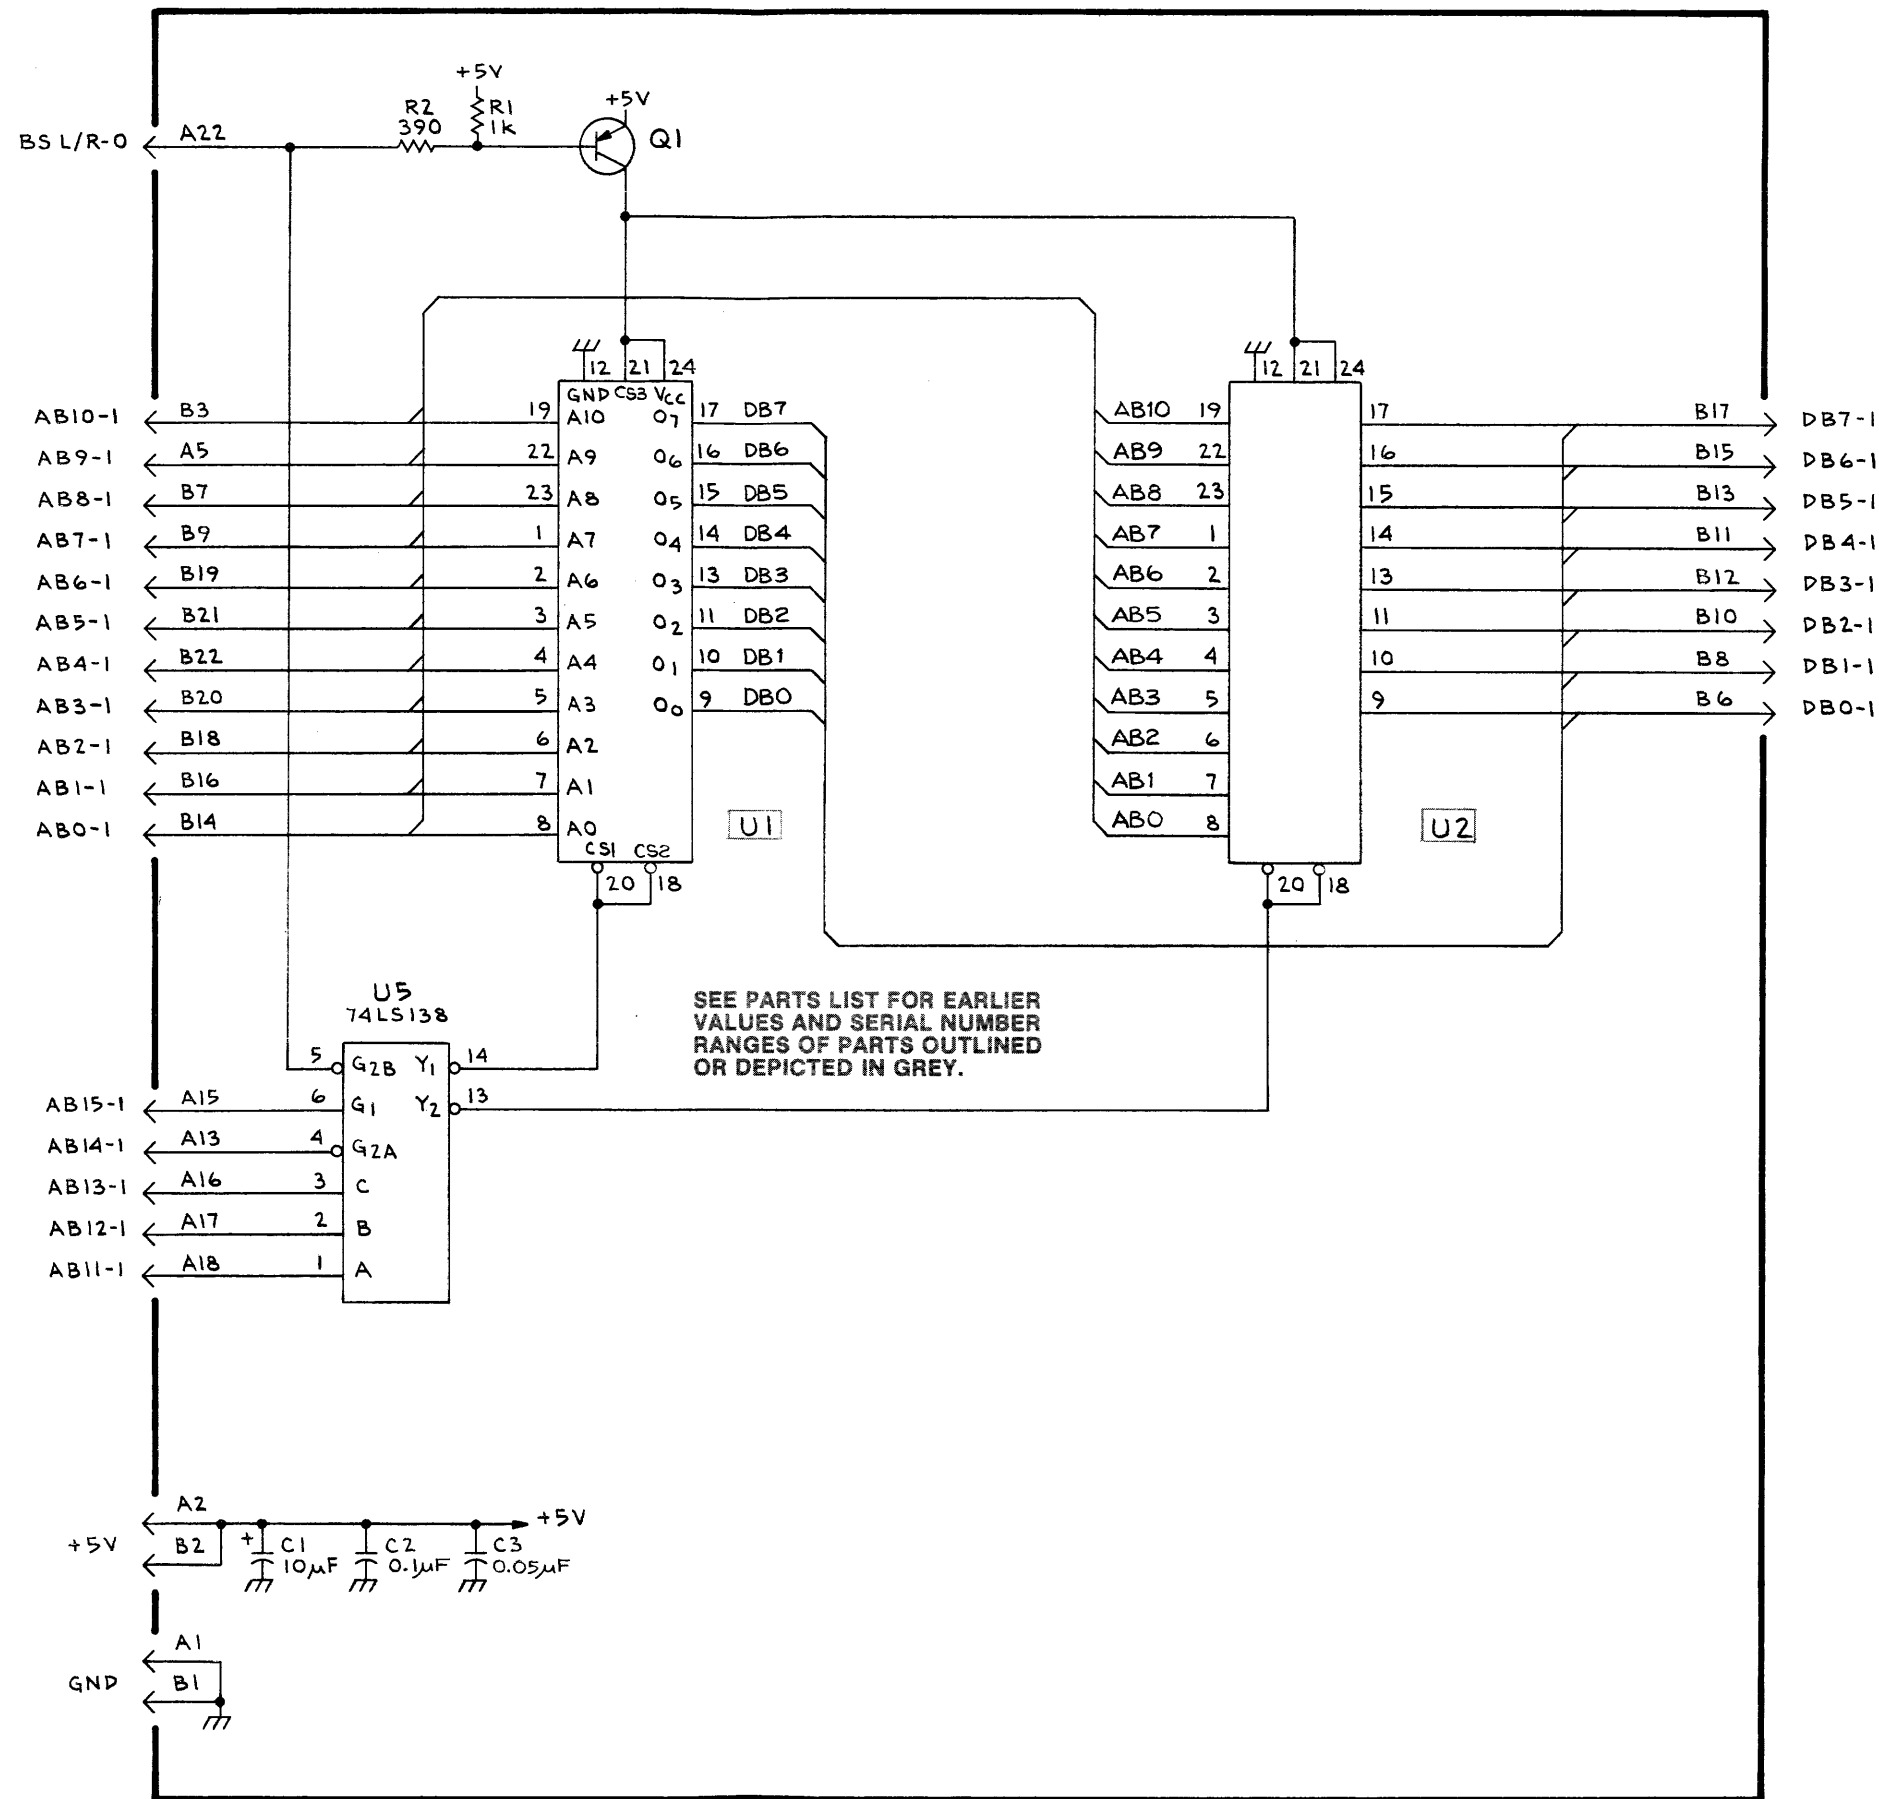 +5V
R2
390
R1
1K
+5V
Q1
BS L/R-0
A22
12
21
24
GND CS3 VCC
12
21
24
AB10-1 B3 19 A10 O7 17 DB7
AB9-1 A5 22 A9 O6 16 DB6
AB8-1 B7 23 A8 O5 15 DB5
AB7-1 B9 1 A7 O4 14 DB4
AB6-1 B19 2 A6 O3 13 DB3
AB5-1 B21 3 A5 O2 11 DB2
AB4-1 B22 4 A4 O1 10 DB1
AB3-1 B20 5 A3 O0 9 DB0
AB2-1 B18 6 A2
AB1-1 B16 7 A1
AB0-1 B14 8 A0
CS1 CS2
20 18
U1
AB10 19 17 B17 DB7-1
AB9 22 16 B15 DB6-1
AB8 23 15 B13 DB5-1
AB7 1 14 B11 DB4-1
AB6 2 13 B12 DB3-1
AB5 3 11 B10 DB2-1
AB4 4 10 B8 DB1-1
AB3 5 9 B6 DB0-1
AB2 6
AB1 7
AB0 8
20 18
U2
U5
74LS138
5 G2B Y1 14
AB15-1 A15 6 G1 Y2 13
AB14-1 A13 4 G2A
AB13-1 A16 3 C
AB12-1 A17 2 B
AB11-1 A18 1 A
SEE PARTS LIST FOR EARLIER
VALUES AND SERIAL NUMBER
RANGES OF PARTS OUTLINED
OR DEPICTED IN GREY.
+5V
A2
B2
+
C1
10µF
C2
0.1µF
C3
0.05µF
+5V
GND
A1
B1